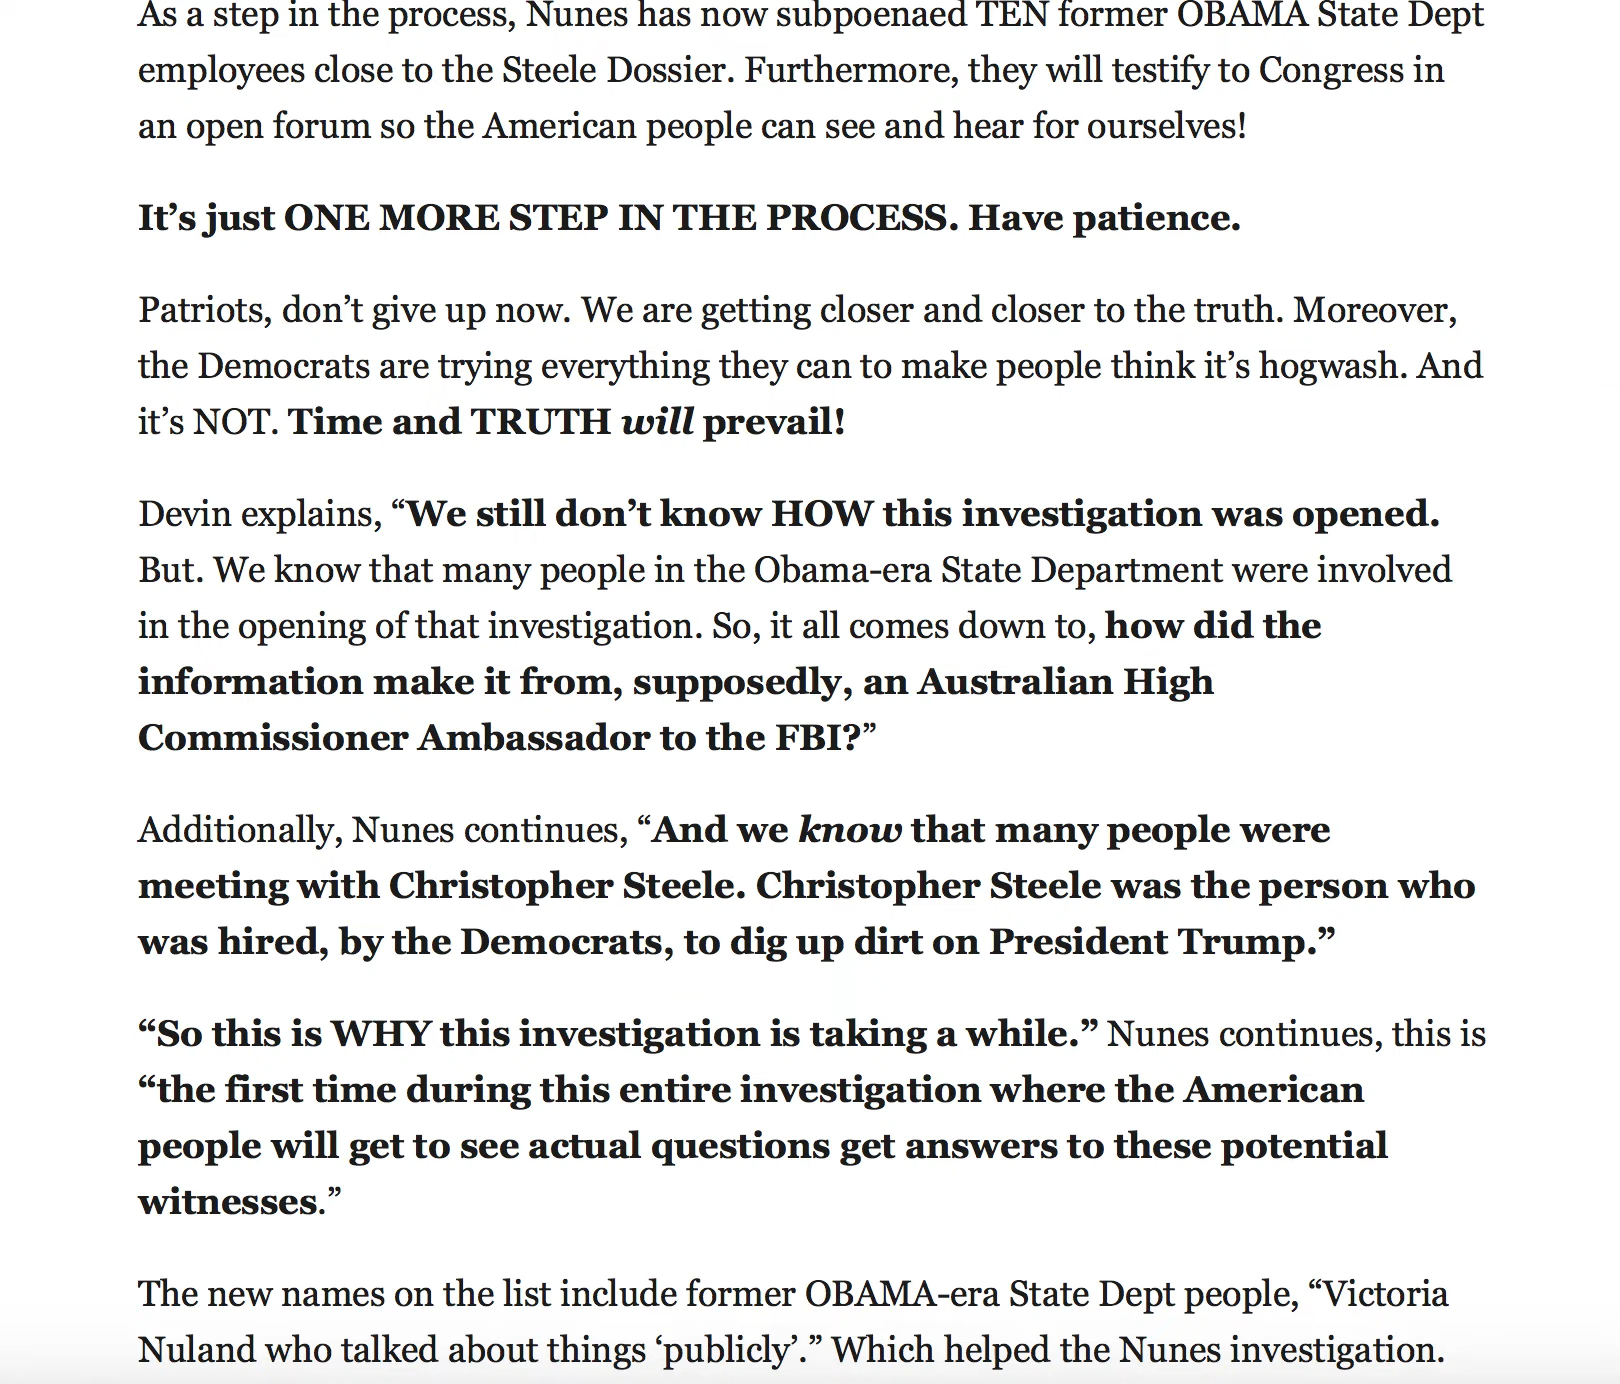 As a step in the process, Nunes has now subpoenaed TEN former OBAMA State Dept
employees close to the Steele Dossier. Furthermore, they will testify to Congress in
an open forum so the American people can see and hear for ourselves!
It’s just ONE MORE STEP IN THE PROCESS. Have patience.
Patriots, don’t give up now. We are getting closer and closer to the truth. Moreover,
the Democrats are trying everything they can to make people think it’s hogwash. And
it’s NOT. Time and TRUTH will prevail!
Devin explains, “We still don’t know HOW this investigation was opened.
But. We know that many people in the Obama-era State Department were involved
in the opening of that investigation. So, it all comes down to, how did the
information make it from, supposedly, an Australian High
Commissioner Ambassador to the FBI?”
Additionally, Nunes continues, “And we know that many people were
meeting with Christopher Steele. Christopher Steele was the person who
was hired, by the Democrats, to dig up dirt on President Trump.”
“So this is WHY this investigation is taking a while.” Nunes continues, this is
“the first time during this entire investigation where the American
people will get to see actual questions get answers to these potential
witnesses.”
The new names on the list include former OBAMA-era State Dept people, “Victoria
Nuland who talked about things ‘publicly’.” Which helped the Nunes investigation.